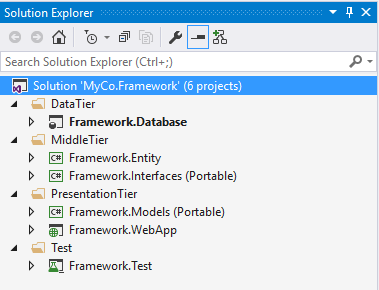 Solution Explorer
Search Solution Explorer (Ctrl+;)
Solution 'MyCo.Framework' (6 projects)
DataTier
Framework.Database
MiddleTier
C# Framework.Entity
C# Framework.Interfaces (Portable)
PresentationTier
C# Framework.Models (Portable)
Framework.WebApp
Test
Framework.Test